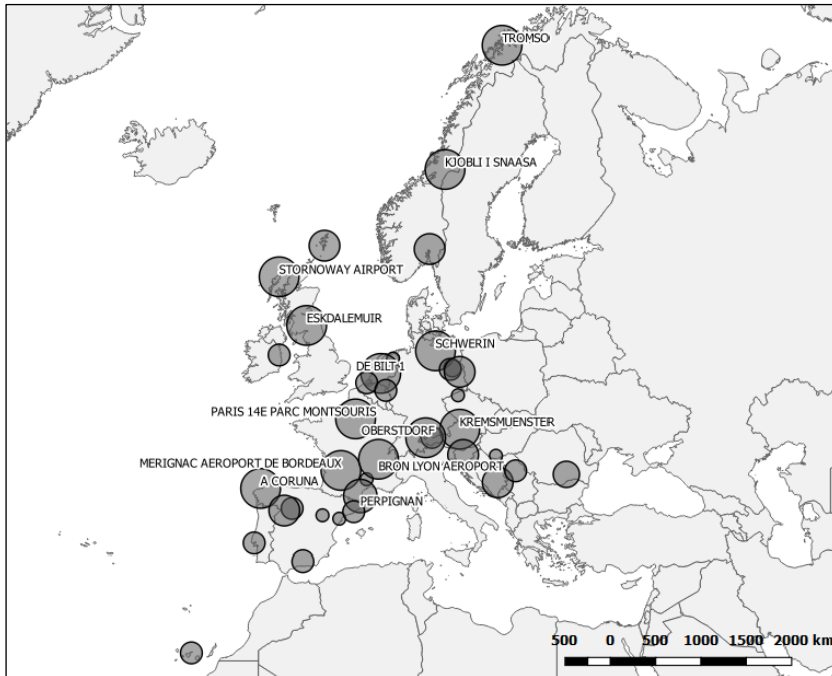 TROMSO
KJOBLI I SNAASA
STORNOWAY AIRPORT
ESKDALEMUIR
SCHWERIN
DE BILT 1
PARIS 14E PARC MONTSOURIS
OBERSTDORF
KREMSMUENSTER
MERIGNAC AEROPORT DE BORDEAUX
BRON LYON AEROPORT
A CORUNA
PERPIGNAN
500 0 500 1000 1500 2000 km